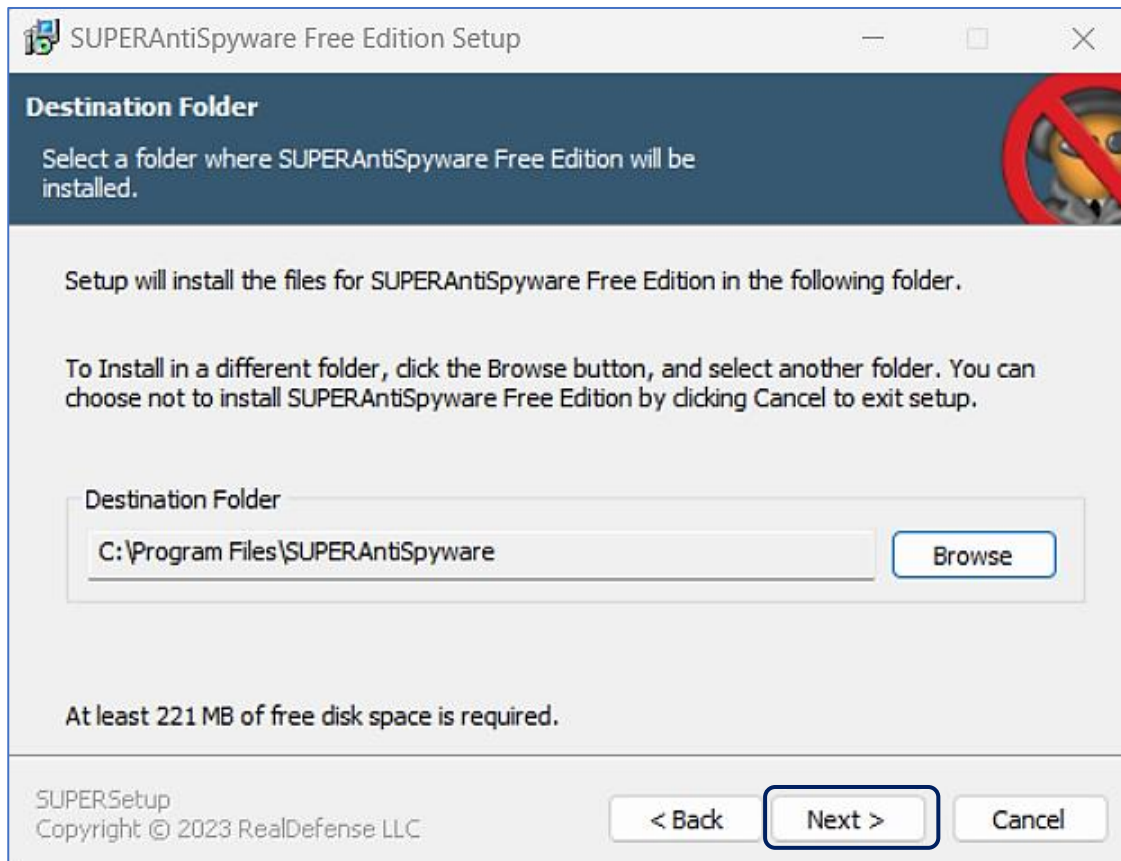 SUPERAntiSpyware Free Edition Setup
Destination Folder
Select a folder where SUPERAntiSpyware Free Edition will be
installed.
Setup will install the files for SUPERAntiSpyware Free Edition in the following folder.
To Install in a different folder, click the Browse button, and select another folder. You can
choose not to install SUPERAntiSpyware Free Edition by clicking Cancel to exit setup.
Destination Folder
C:\Program Files\SUPERAntiSpyware
Browse
At least 221 MB of free disk space is required.
SUPERSetup
Copyright © 2023 RealDefense LLC
< Back Next > Cancel